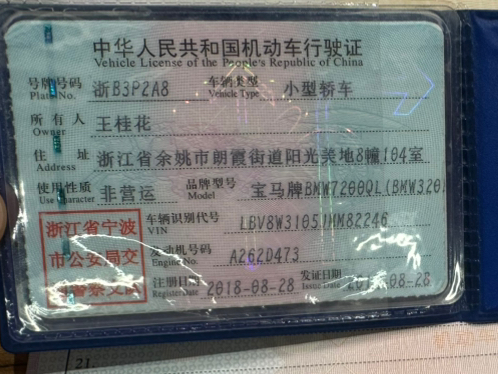 中华人民共和国机动车行驶证
Vehicle License of the People's Republic of China
号牌号码 浙B3P2A8 车辆类型 小型轿车
Plate No. Vehicle Type
所有人 王桂花
Owner
住址 浙江省余姚市朗霞街道阳光美地8幢104室
Address
使用性质 非营运 品牌型号 宝马牌BMW7200QL(BMW320
Use Character Model
浙江省宁波
市公安局交
警察支队
车辆识别代号 LBV8W3105JMM82246
VIN
发动机号码 A262D473
Engine No.
注册日期 2018-08-28 发证日期 2018-08-28
Register Date Issue Date
21.